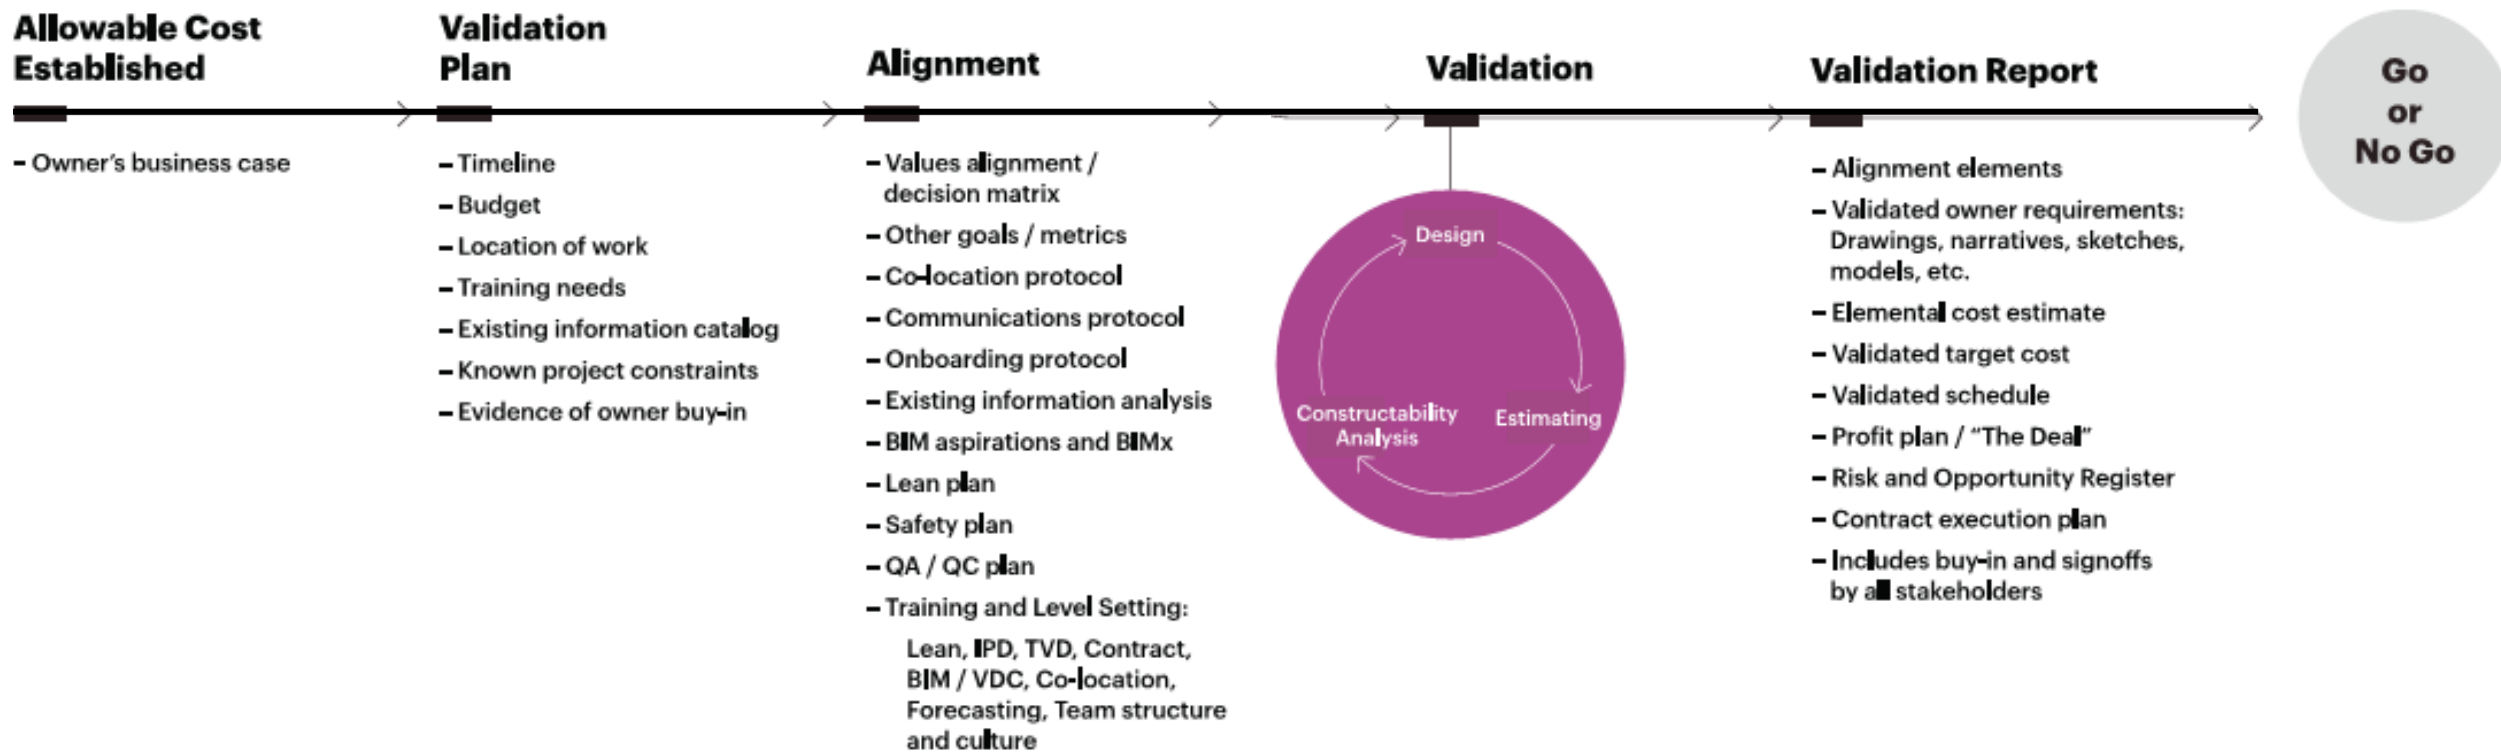 Allowable Cost
Established
– Owner’s business case
Validation
Plan
– Timeline
– Budget
– Location of work
– Training needs
– Existing information catalog
– Known project constraints
– Evidence of owner buy-in
Alignment
– Values alignment /
decision matrix
– Other goals / metrics
– Co-location protocol
– Communications protocol
– Onboarding protocol
– Existing information analysis
– BIM aspirations and BIMx
– Lean plan
– Safety plan
– QA / QC plan
– Training and Level Setting:
Lean, IPD, TVD, Contract,
BIM / VDC, Co-location,
Forecasting, Team structure
and culture
Validation
Design
Estimating
Constructability
Analysis
Validation Report
– Alignment elements
– Validated owner requirements:
Drawings, narratives, sketches,
models, etc.
– Elemental cost estimate
– Validated target cost
– Validated schedule
– Profit plan / “The Deal”
– Risk and Opportunity Register
– Contract execution plan
– Includes buy-in and signoffs
by all stakeholders
Go
or
No Go